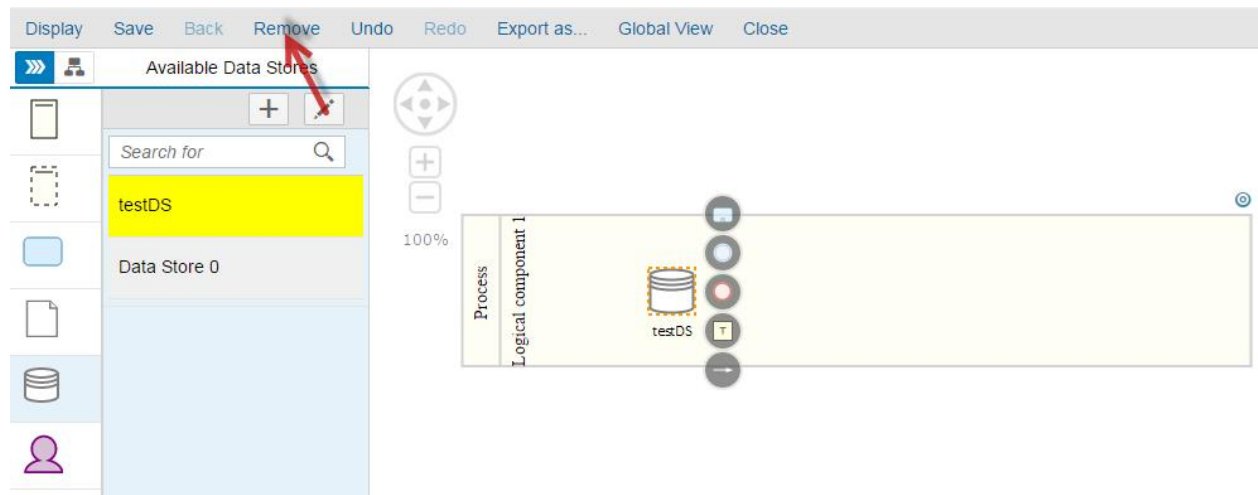 Display Save Back Remove Undo Redo Export as... Global View Close
Available Data Stores
Search for
testDS
Data Store 0
100%
Process
Logical component 1
testDS
T